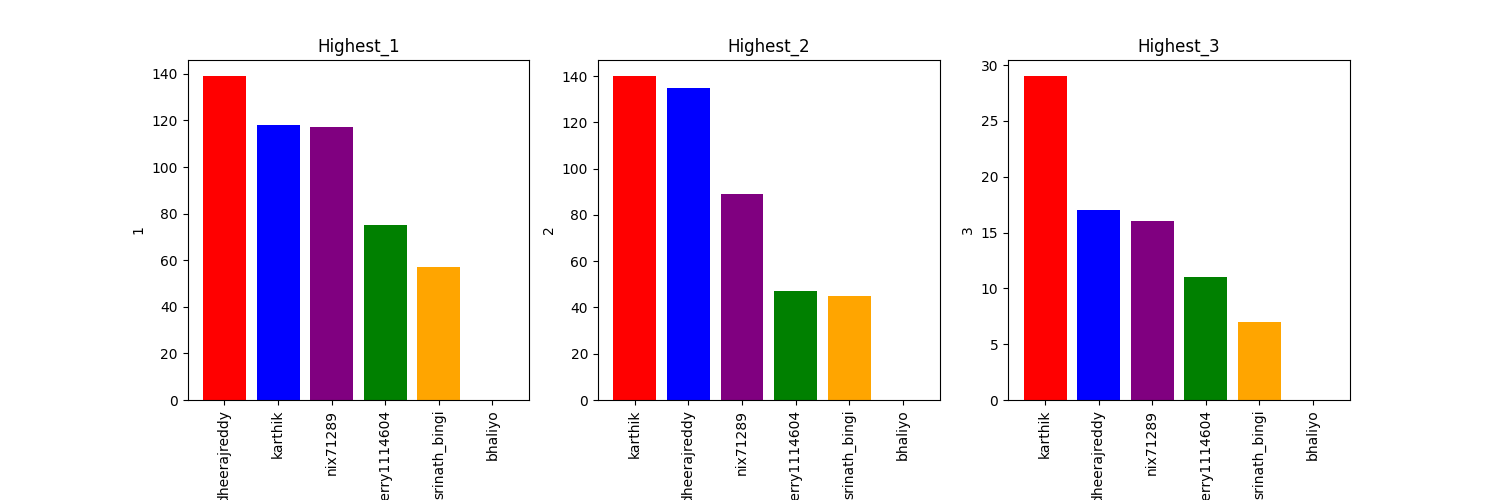 Highest_1
140
120
100
80
60
40
20
0
1
dheerajreddy
karthik
nix71289
erry1114604
srinath_bingi
bhaliyo
Highest_2
140
120
100
80
60
40
20
0
2
karthik
dheerajreddy
nix71289
erry1114604
srinath_bingi
bhaliyo
Highest_3
30
25
20
15
10
5
0
3
karthik
dheerajreddy
nix71289
erry1114604
srinath_bingi
bhaliyo